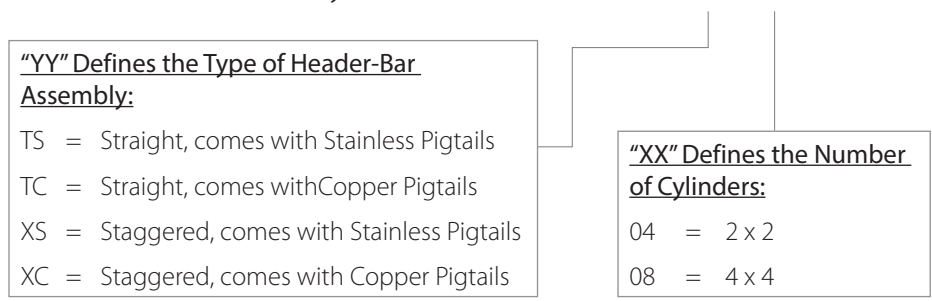 “YY” Defines the Type of Header-Bar
Assembly:
TS = Straight, comes with Stainless Pigtails
TC = Straight, comes withCopper Pigtails
XS = Staggered, comes with Stainless Pigtails
XC = Staggered, comes with Copper Pigtails
“XX” Defines the Number
of Cylinders:
04 = 2 x 2
08 = 4 x 4